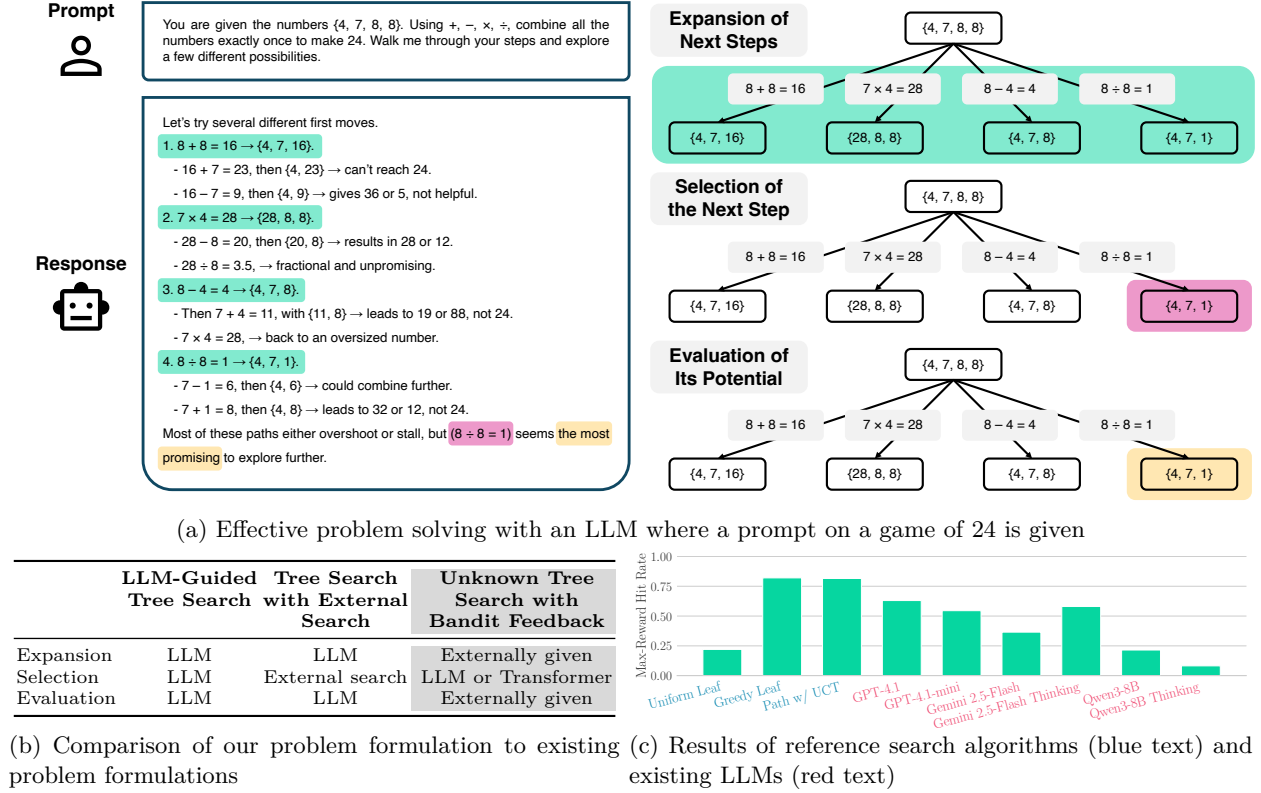 Prompt
You are given the numbers {4, 7, 8, 8}. Using +, –, ×, ÷, combine all the
numbers exactly once to make 24. Walk me through your steps and explore
a few different possibilities.
Response
Let's try several different first moves.
1. 8 + 8 = 16 → {4, 7, 16}.
- 16 + 7 = 23, then {4, 23} → can't reach 24.
- 16 – 7 = 9, then {4, 9} → gives 36 or 5, not helpful.
2. 7 × 4 = 28 → {28, 8, 8}.
- 28 – 8 = 20, then {20, 8} → results in 28 or 12.
- 28 ÷ 8 = 3.5, → fractional and unpromising.
3. 8 – 4 = 4 → {4, 7, 8}.
- Then 7 + 4 = 11, with {11, 8} → leads to 19 or 88, not 24.
- 7 × 4 = 28, → back to an oversized number.
4. 8 ÷ 8 = 1 → {4, 7, 1}.
- 7 – 1 = 6, then {4, 6} → could combine further.
- 7 + 1 = 8, then {4, 8} → leads to 32 or 12, not 24.
Most of these paths either overshoot or stall, but (8 ÷ 8 = 1) seems the most
promising to explore further.
Expansion of
Next Steps
{4, 7, 8, 8}
8 + 8 = 16 7 × 4 = 28 8 – 4 = 4 8 ÷ 8 = 1
{4, 7, 16} {28, 8, 8} {4, 7, 8} {4, 7, 1}
Selection of
the Next Step
{4, 7, 8, 8}
8 + 8 = 16 7 × 4 = 28 8 – 4 = 4 8 ÷ 8 = 1
{4, 7, 16} {28, 8, 8} {4, 7, 8} {4, 7, 1}
Evaluation of
Its Potential
{4, 7, 8, 8}
8 + 8 = 16 7 × 4 = 28 8 – 4 = 4 8 ÷ 8 = 1
{4, 7, 16} {28, 8, 8} {4, 7, 8} {4, 7, 1}
(a) Effective problem solving with an LLM where a prompt on a game of 24 is given
LLM-Guided Tree Search Unknown Tree
Tree Search with External Search with
Search Bandit Feedback
Expansion LLM LLM Externally given
Selection LLM External search LLM or Transformer
Evaluation LLM LLM Externally given
(b) Comparison of our problem formulation to existing
problem formulations
Max-Reward Hit Rate
1.00
0.75
0.50
0.25
0.00
Uniform Leaf
Greedy Leaf
Path w/ UCT
GPT-4.1
GPT-4.1-mini
Gemini 2.5-Flash
Gemini 2.5-Flash Thinking
Qwen3-8B
Qwen3-8B Thinking
(c) Results of reference search algorithms (blue text) and
existing LLMs (red text)